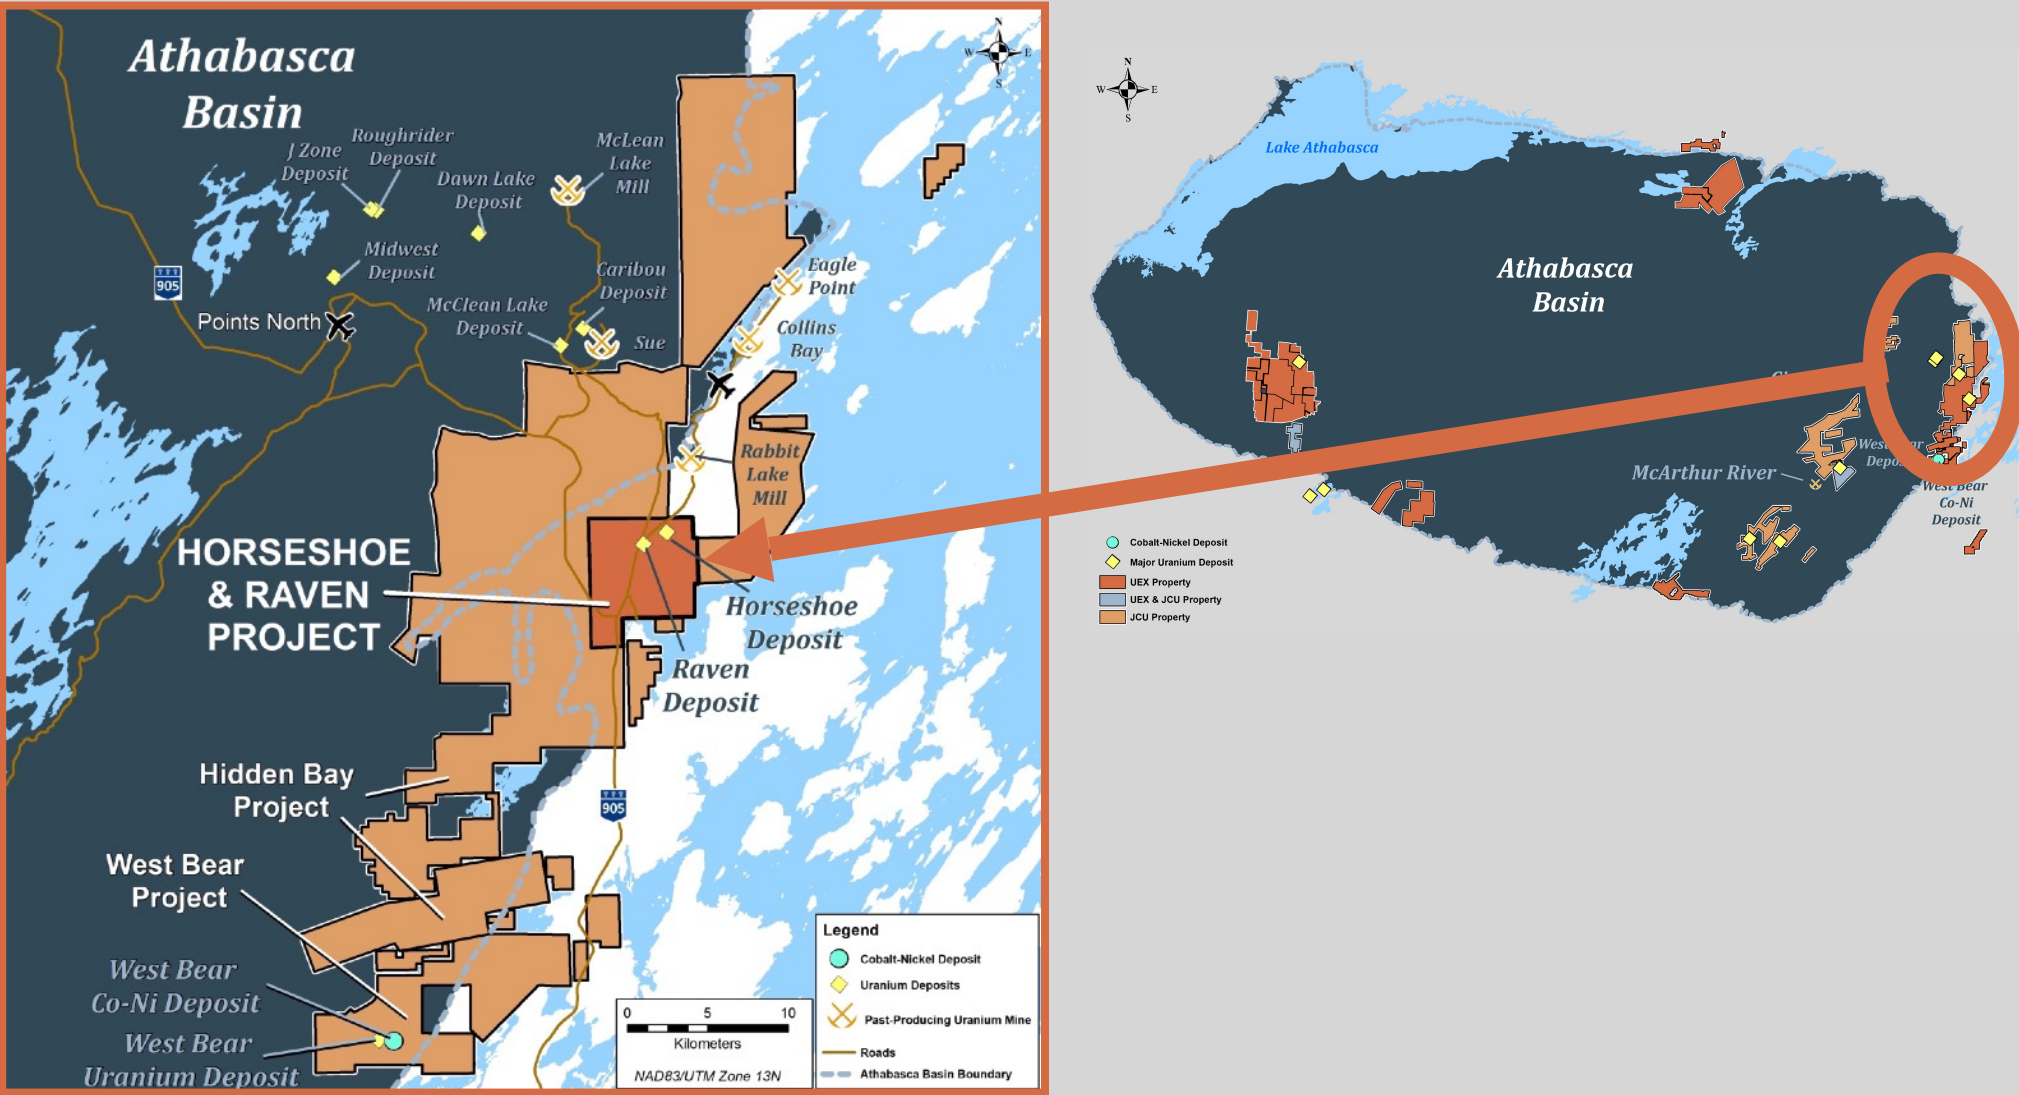 Athabasca
Basin
Roughrider
Deposit
J Zone
Deposit
McLean
Lake
Mill
Dawn Lake
Deposit
Midwest
Deposit
905
Points North
Caribou
Deposit
McClean Lake
Deposit
Sue
Eagle
Point
Collins
Bay
Rabbit
Lake
Mill
HORSESHOE
& RAVEN
PROJECT
Horseshoe
Deposit
Raven
Deposit
Hidden Bay
Project
905
West Bear
Project
West Bear
Co-Ni Deposit
West Bear
Uranium Deposit
N
W E
S
0 5 10
Kilometers
NAD83/UTM Zone 13N
Legend
Cobalt-Nickel Deposit
Uranium Deposits
Past-Producing Uranium Mine
Roads
Athabasca Basin Boundary
N
W E
S
Lake Athabasca
Athabasca
Basin
McArthur River
West Bear
Co-Ni
Deposit
Cobalt-Nickel Deposit
Major Uranium Deposit
UEX Property
UEX & JCU Property
JCU Property